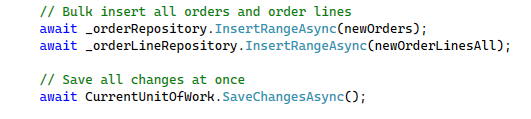 // Bulk insert all orders and order lines
await _orderRepository.InsertRangeAsync(newOrders);
await _orderLineRepository.InsertRangeAsync(newOrderLinesAll);
// Save all changes at once
await CurrentUnitOfWork.SaveChangesAsync();